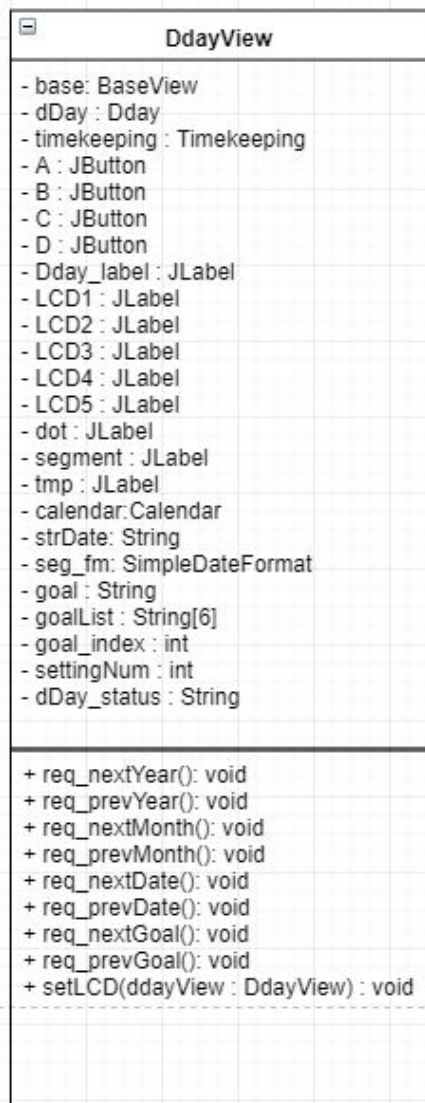 DdayView
- base: BaseView
- dDay : Dday
- timekeeping : Timekeeping
- A : JButton
- B : JButton
- C : JButton
- D : JButton
- Dday_label : JLabel
- LCD1 : JLabel
- LCD2 : JLabel
- LCD3 : JLabel
- LCD4 : JLabel
- LCD5 : JLabel
- dot : JLabel
- segment : JLabel
- tmp : JLabel
- calendar:Calendar
- strDate: String
- seg_fm: SimpleDateFormat
- goal : String
- goalList : String[6]
- goal_index : int
- settingNum : int
- dDay_status : String
+ req_nextYear(): void
+ req_prevYear(): void
+ req_nextMonth(): void
+ req_prevMonth(): void
+ req_nextDate(): void
+ req_prevDate(): void
+ req_nextGoal(): void
+ req_prevGoal(): void
+ setLCD(ddayView : DdayView) : void